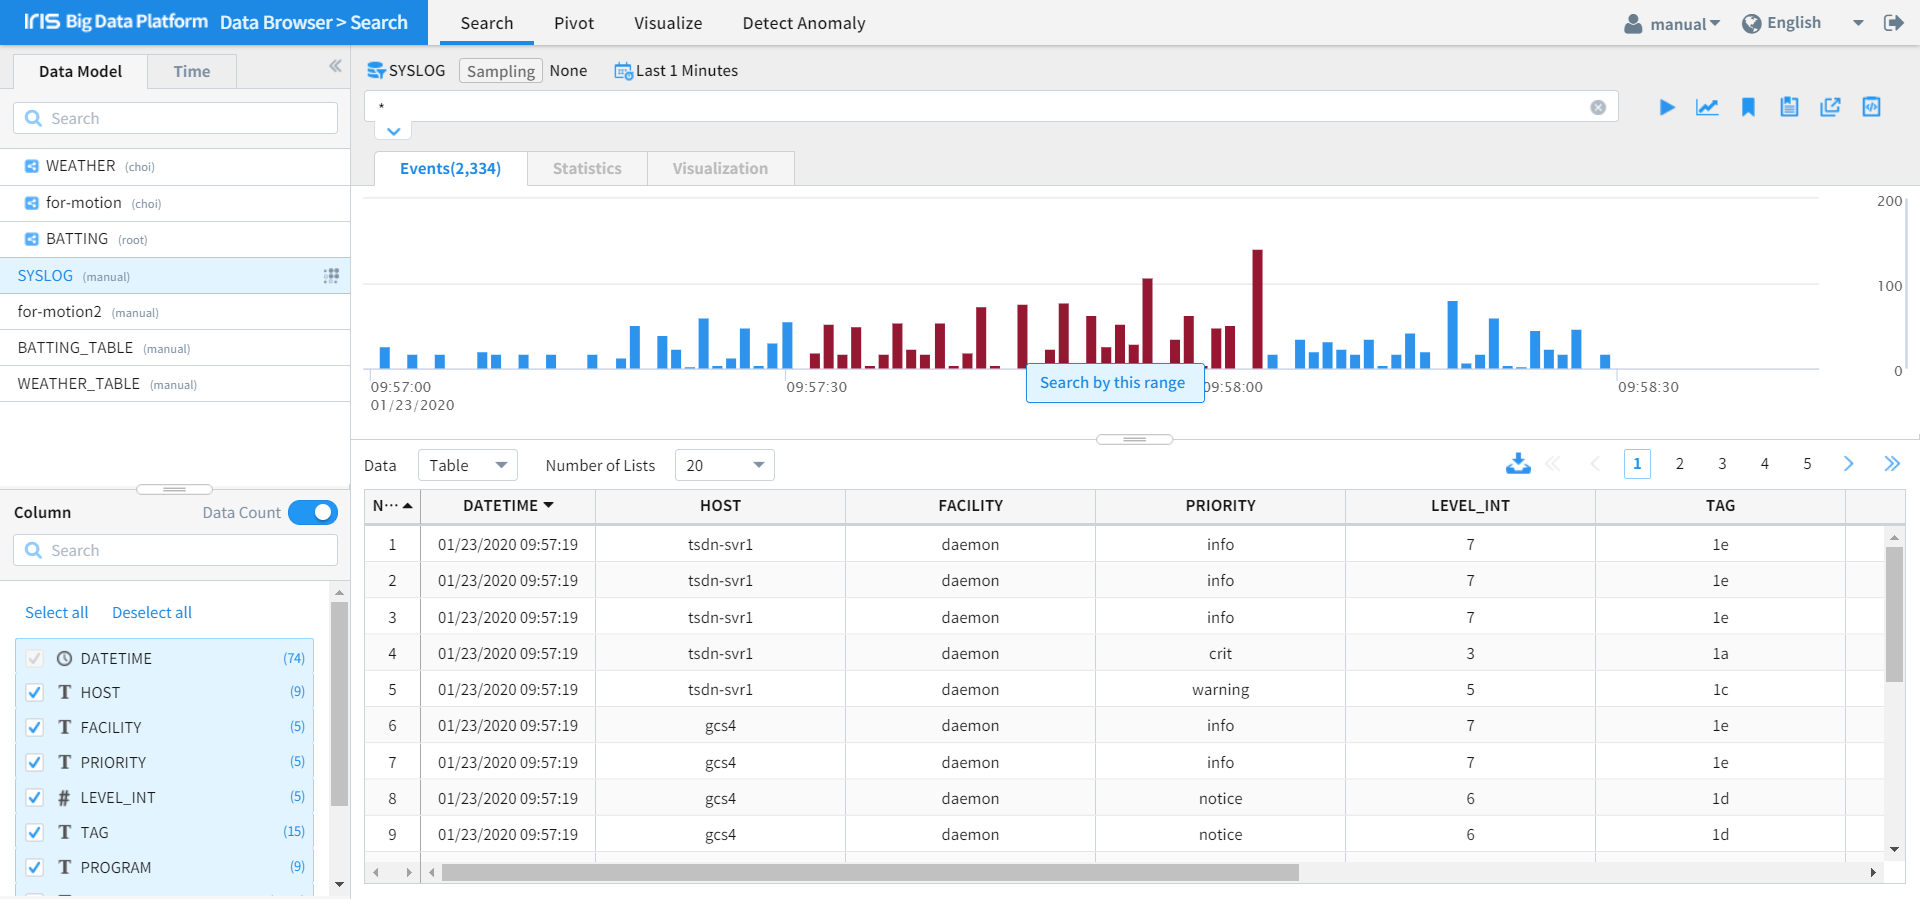 IRIS Big Data Platform Data Browser > Search
Search Pivot Visualize Detect Anomaly
manual English
Data Model Time
Search
WEATHER (choi)
for-motion (choi)
BATTING (root)
SYSLOG (manual)
for-motion2 (manual)
BATTING_TABLE (manual)
WEATHER_TABLE (manual)
Column Data Count
Search
Select all Deselect all
DATETIME (74)
HOST (9)
FACILITY (5)
PRIORITY (5)
# LEVEL_INT (5)
TAG (15)
PROGRAM (9)
SYSLOG Sampling None Last 1 Minutes
*
Events(2,334) Statistics Visualization
200
100
0
09:57:00 09:57:30 09:58:00 09:58:30
01/23/2020
Search by this range
Data Table Number of Lists 20 1 2 3 4 5
N··· DATETIME HOST FACILITY PRIORITY LEVEL_INT TAG
1 01/23/2020 09:57:19 tsdn-svr1 daemon info 7 1e
2 01/23/2020 09:57:19 tsdn-svr1 daemon info 7 1e
3 01/23/2020 09:57:19 tsdn-svr1 daemon info 7 1e
4 01/23/2020 09:57:19 tsdn-svr1 daemon crit 3 1a
5 01/23/2020 09:57:19 tsdn-svr1 daemon warning 5 1c
6 01/23/2020 09:57:19 gcs4 daemon info 7 1e
7 01/23/2020 09:57:19 gcs4 daemon info 7 1e
8 01/23/2020 09:57:19 gcs4 daemon notice 6 1d
9 01/23/2020 09:57:19 gcs4 daemon notice 6 1d